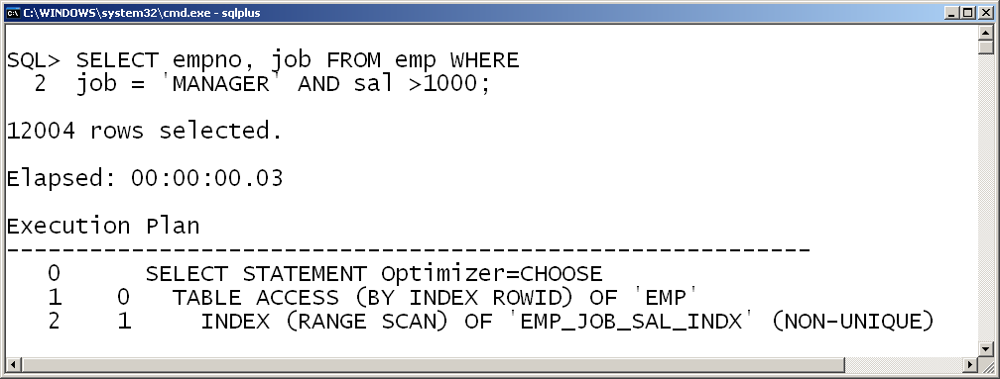 C:\WINDOWS\system32\cmd.exe - sqlplus
SQL> SELECT empno, job FROM emp WHERE
  2  job = 'MANAGER' AND sal >1000;
12004 rows selected.
Elapsed: 00:00:00.03
Execution Plan
----------------------------------------------------------
   0      SELECT STATEMENT Optimizer=CHOOSE
   1    0   TABLE ACCESS (BY INDEX ROWID) OF 'EMP'
   2    1     INDEX (RANGE SCAN) OF 'EMP_JOB_SAL_INDX' (NON-UNIQUE)